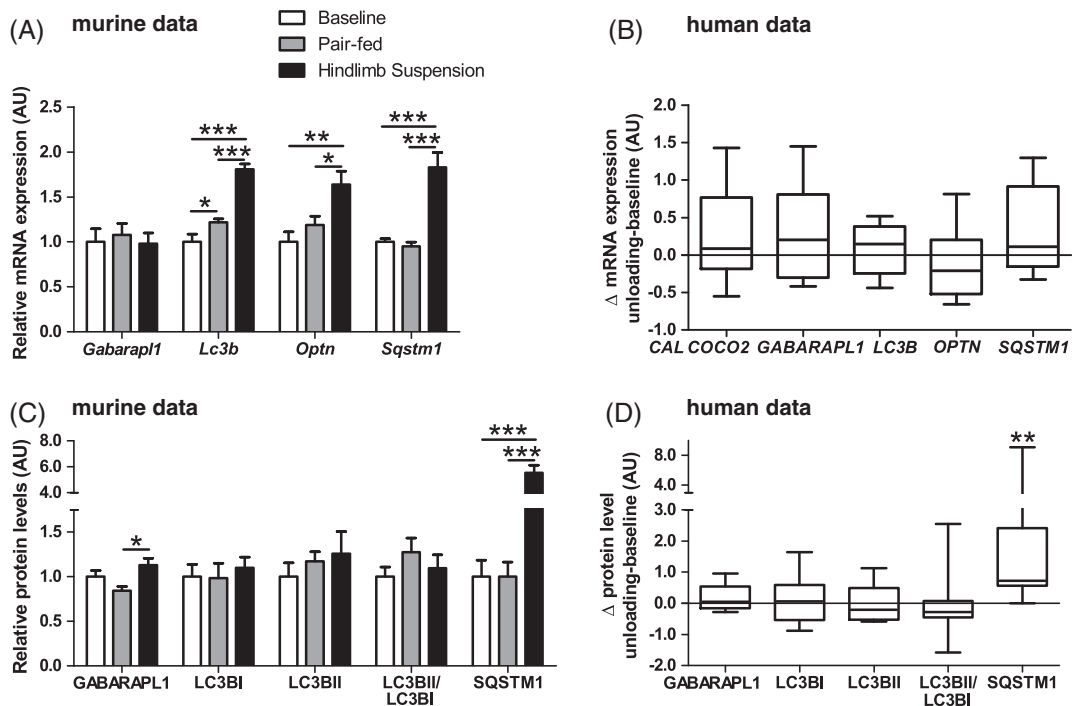 (A) murine data
Baseline
Pair-fed
Hindlimb Suspension
Relative mRNA expression (AU)
2.5
2.0
1.5
1.0
0.5
0.0
*
***
***
**
*
***
***
Gabarapl1 Lc3b Optn Sqstm1
(B) human data
Δ mRNA expression
unloading-baseline (AU)
2.0
1.5
1.0
0.5
0.0
-0.5
-1.0
CAL COCO2 GABARAPL1 LC3B OPTN SQSTM1
(C) murine data
Relative protein levels (AU)
8.0
6.0
4.0
1.5
1.0
0.5
0.0
*
***
***
GABARAPL1 LC3BI LC3BII LC3BII/ SQSTM1
LC3BI
(D) human data
Δ protein level
unloading-baseline (AU)
8.0
4.0
3.0
2.0
1.0
0.0
-1.0
-2.0
**
GABARAPL1 LC3BI LC3BII LC3BII/ SQSTM1
LC3BI